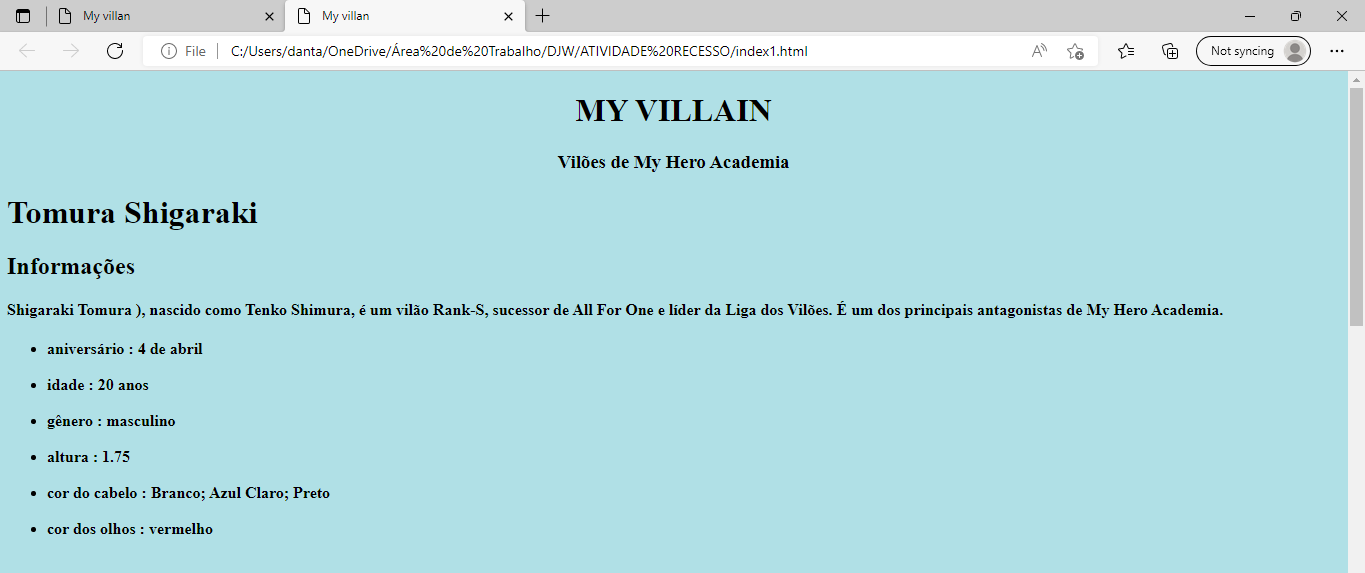 My villan
My villan
File
C:/Users/danta/OneDrive/Área%20de%20Trabalho/DJW/ATIVIDADE%20RECESSO/index1.html
Not syncing
MY VILLAIN
Vilões de My Hero Academia
Tomura Shigaraki
Informações
Shigaraki Tomura ), nascido como Tenko Shimura, é um vilão Rank-S, sucessor de All For One e líder da Liga dos Vilões. É um dos principais antagonistas de My Hero Academia.
• aniversário : 4 de abril
• idade : 20 anos
• gênero : masculino
• altura : 1.75
• cor do cabelo : Branco; Azul Claro; Preto
• cor dos olhos : vermelho